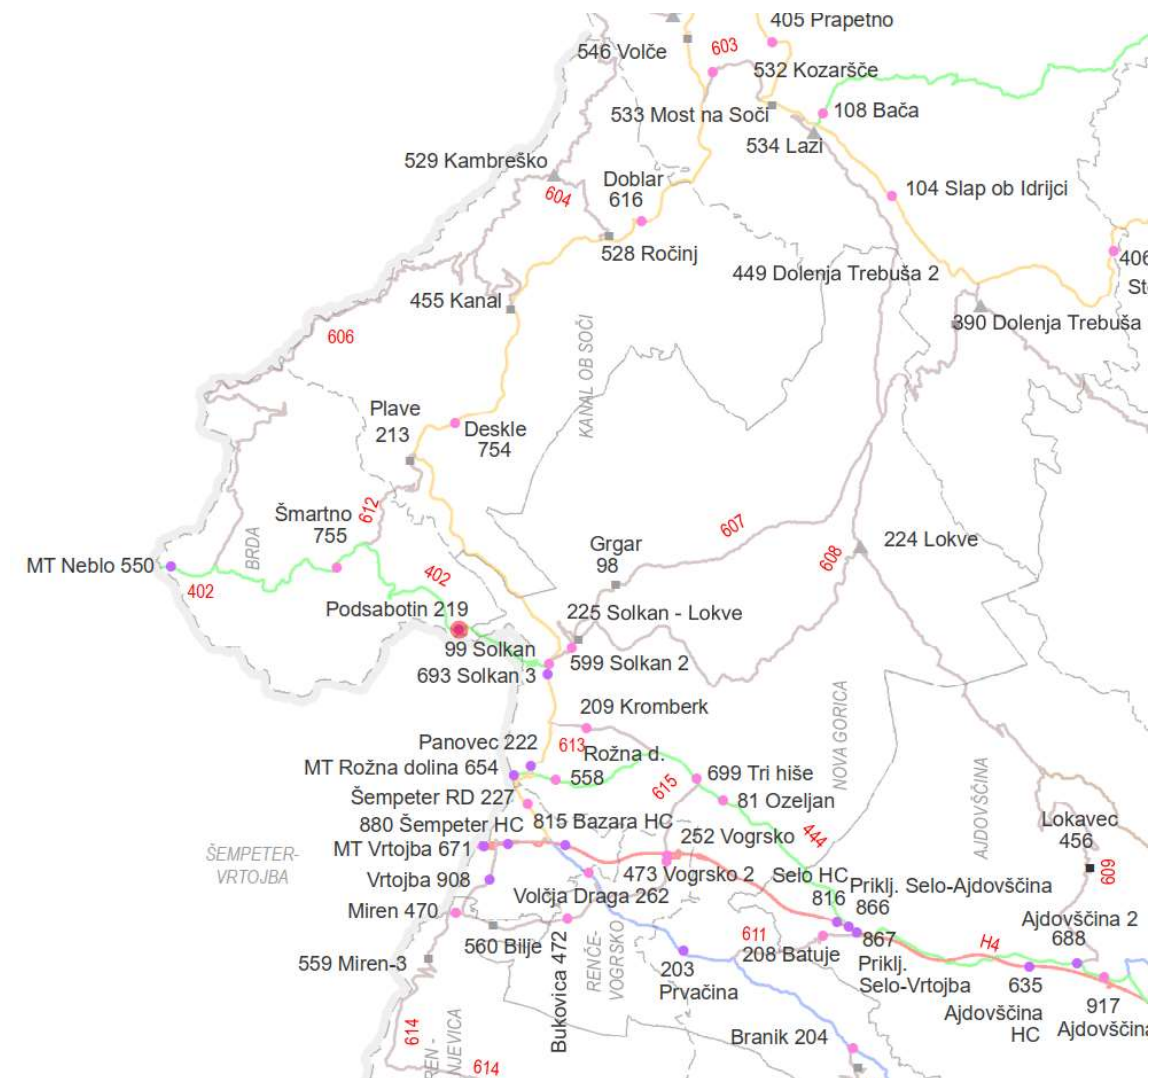 405 Prapetno
546 Volče
603
532 Kozaršče
533 Most na Soči
108 Bača
534 Lazi
529 Kambreško
604
Doblar
616
104 Slap ob Idrijci
528 Ročinj
449 Dolenja Trebuša 2
406
455 Kanal
390 Dolenja Trebuša
606
KANAL OB SOČI
Plave
213
Deskle
754
612
Šmartno
755
607
BRDA
Grgar
98
608
224 Lokve
MT Neblo 550
402
402
Podsabotin 219
225 Solkan - Lokve
99 Solkan
599 Solkan 2
693 Solkan 3
209 Kromberk
NOVA GORICA
Panovec 222
613
Rožna d.
558
MT Rožna dolina 654
615
699 Tri hiše
81 Ozeljan
AJDOVŠČINA
Šempeter RD 227
880 Šempeter HC
815 Bazara HC
252 Vogrsko
444
Lokavec
456
ŠEMPETER-
VRTOJBA
MT Vrtojba 671
473 Vogrsko 2
Selo HC
816
Priklj. Selo-Ajdovščina
866
609
Vrtojba 908
Volčja Draga 262
Miren 470
Ajdovščina 2
688
560 Bilje
611
208 Batuje
867
Priklj.
Selo-Vrtojba
H4
559 Miren-3
Bukovica 472
RENČE-
VOGRSKO
203
Prvačina
635
Ajdovščina
HC
917
Ajdovščina
614
Branik 204
614